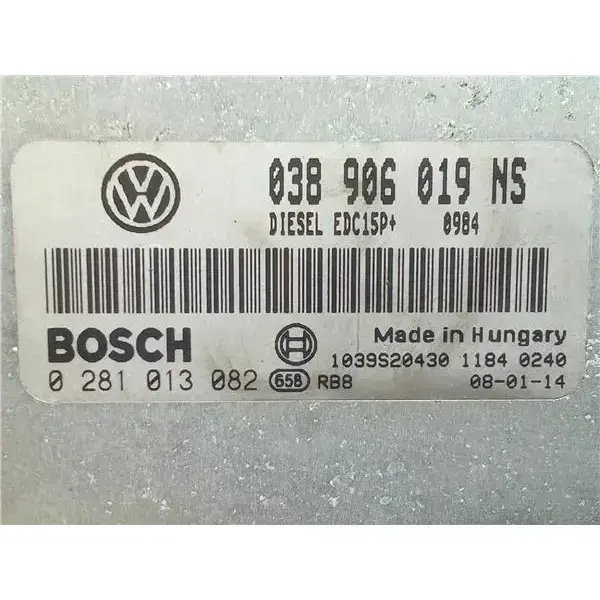 VW
038 906 019 NS
DIESEL EDC15P+ 0984
BOSCH
Made in Hungary
1039S20430 1184 0240
0 281 013 082 658 RB8 08-01-14